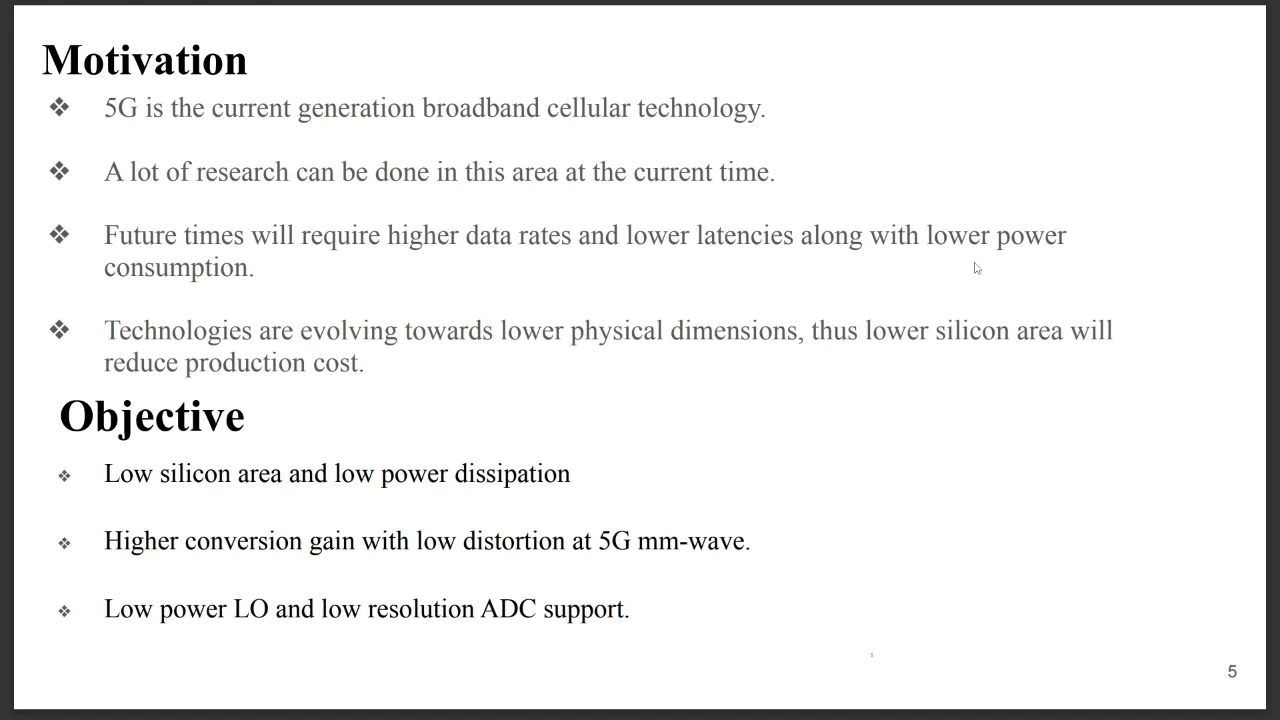 Motivation
❖ 5G is the current generation broadband cellular technology.
❖ A lot of research can be done in this area at the current time.
❖ Future times will require higher data rates and lower latencies along with lower power
consumption.
❖ Technologies are evolving towards lower physical dimensions, thus lower silicon area will
reduce production cost.
Objective
❖ Low silicon area and low power dissipation
❖ Higher conversion gain with low distortion at 5G mm-wave.
❖ Low power LO and low resolution ADC support.
5